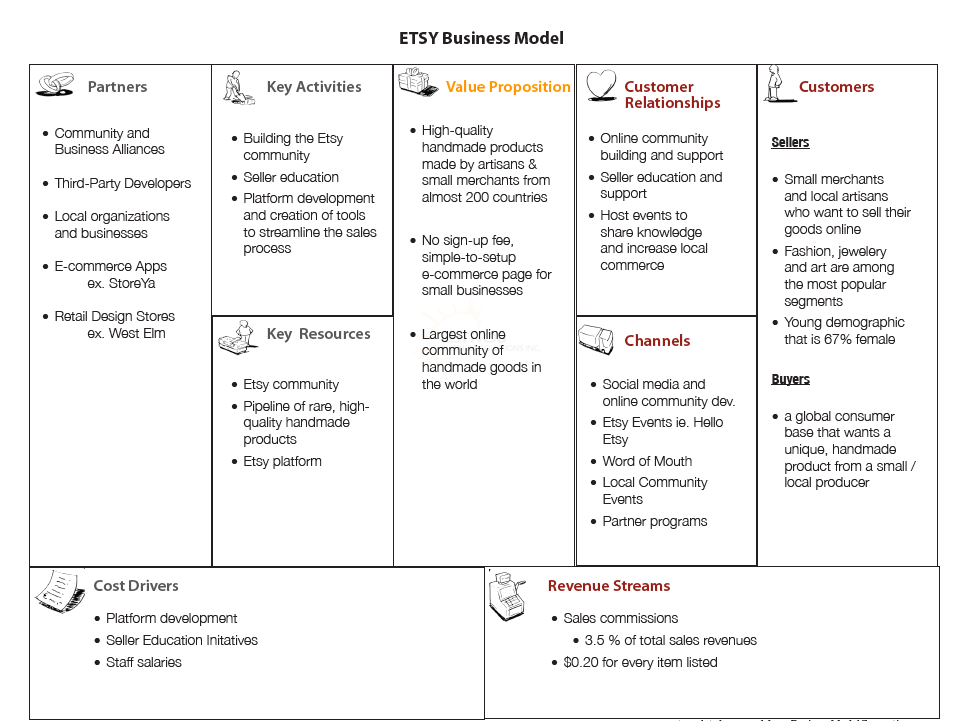 ETSY Business Model
Partners
• Community and
Business Alliances
• Third-Party Developers
• Local organizations
and businesses
• E-commerce Apps
ex. StoreYa
• Retail Design Stores
ex. West Elm
Key Activities
• Building the Etsy
community
• Seller education
• Platform development
and creation of tools
to streamline the sales
process
Key Resources
• Etsy community
• Pipeline of rare, high-
quality handmade
products
• Etsy platform
Value Proposition
• High-quality
handmade products
made by artisans &
small merchants from
almost 200 countries
• No sign-up fee,
simple-to-setup
e-commerce page for
small businesses
• Largest online
community of
handmade goods in
the world
Customer
Relationships
• Online community
building and support
• Seller education and
support
• Host events to
share knowledge
and increase local
commerce
Channels
• Social media and
online community dev.
• Etsy Events ie. Hello
Etsy
• Word of Mouth
• Local Community
Events
• Partner programs
Customers
Sellers
• Small merchants
and local artisans
who want to sell their
goods online
• Fashion, jewelery
and art are among
the most popular
segments
• Young demographic
that is 67% female
Buyers
• a global consumer
base that wants a
unique, handmade
product from a small /
local producer
Cost Drivers
• Platform development
• Seller Education Initatives
• Staff salaries
Revenue Streams
• Sales commissions
• 3.5 % of total sales revenues
• $0.20 for every item listed